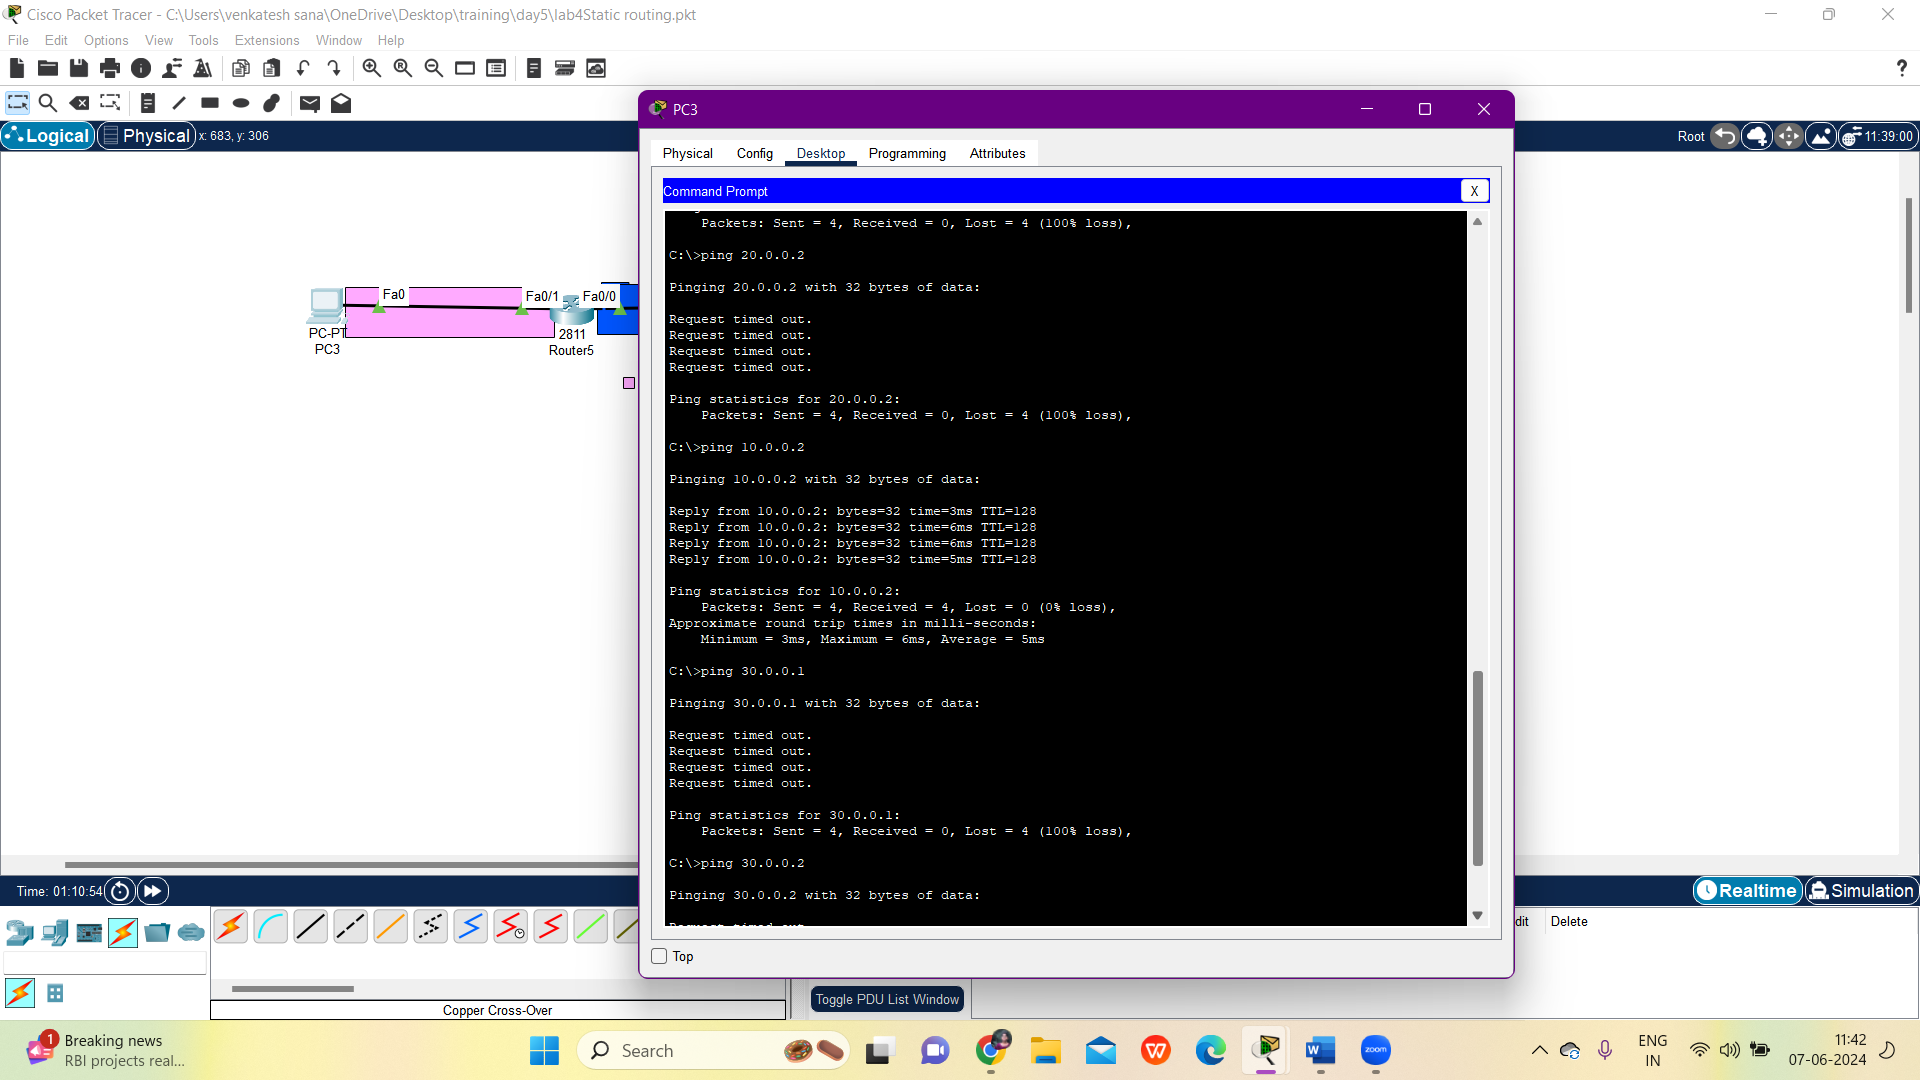 Cisco Packet Tracer - C:\Users\venkatesh sana\OneDrive\Desktop\training\day5\lab4Static routing.pkt
File Edit Options View Tools Extensions Window Help
?
Logical Physical x: 683, y: 306
Root 11:39:00
PC3
Physical Config Desktop Programming Attributes
Command Prompt X
Packets: Sent = 4, Received = 0, Lost = 4 (100% loss),
C:\>ping 20.0.0.2
Pinging 20.0.0.2 with 32 bytes of data:
Request timed out.
Request timed out.
Request timed out.
Request timed out.
Ping statistics for 20.0.0.2:
Packets: Sent = 4, Received = 0, Lost = 4 (100% loss),
C:\>ping 10.0.0.2
Pinging 10.0.0.2 with 32 bytes of data:
Reply from 10.0.0.2: bytes=32 time=3ms TTL=128
Reply from 10.0.0.2: bytes=32 time=6ms TTL=128
Reply from 10.0.0.2: bytes=32 time=6ms TTL=128
Reply from 10.0.0.2: bytes=32 time=5ms TTL=128
Ping statistics for 10.0.0.2:
Packets: Sent = 4, Received = 4, Lost = 0 (0% loss),
Approximate round trip times in milli-seconds:
Minimum = 3ms, Maximum = 6ms, Average = 5ms
C:\>ping 30.0.0.1
Pinging 30.0.0.1 with 32 bytes of data:
Request timed out.
Request timed out.
Request timed out.
Request timed out.
Ping statistics for 30.0.0.1:
Packets: Sent = 4, Received = 0, Lost = 4 (100% loss),
C:\>ping 30.0.0.2
Pinging 30.0.0.2 with 32 bytes of data:
Top
Fa0 Fa0/1 Fa0/0
PC-PT
PC3
2811
Router5
Time: 01:10:54
Realtime Simulation
dit Delete
Copper Cross-Over
Toggle PDU List Window
1
Breaking news
RBI projects real...
Search
W
W
zoom
ENG
IN
11:42
07-06-2024